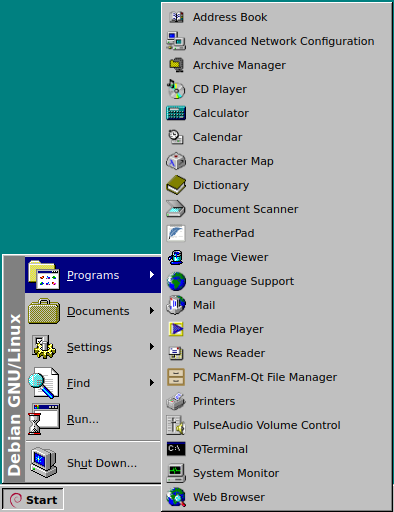 Address Book
Advanced Network Configuration
Archive Manager
CD Player
Calculator
Calendar
Character Map
Dictionary
Document Scanner
FeatherPad
Image Viewer
Language Support
Mail
Media Player
News Reader
PCManFM-Qt File Manager
Printers
PulseAudio Volume Control
QTerminal
System Monitor
Web Browser
Programs
Documents
Settings
Find
Run...
Shut Down...
Debian GNU/Linux
Start